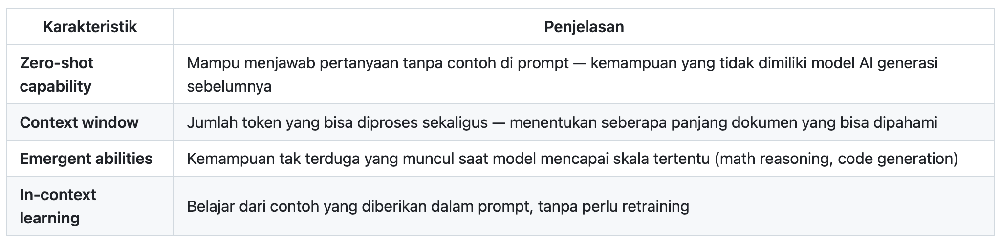 Karakteristik
Penjelasan
Zero-shot
capability
Mampu menjawab pertanyaan tanpa contoh di prompt — kemampuan yang tidak dimiliki model AI generasi
sebelumnya
Context window
Jumlah token yang bisa diproses sekaligus — menentukan seberapa panjang dokumen yang bisa dipahami
Emergent abilities
Kemampuan tak terduga yang muncul saat model mencapai skala tertentu (math reasoning, code generation)
In-context
learning
Belajar dari contoh yang diberikan dalam prompt, tanpa perlu retraining